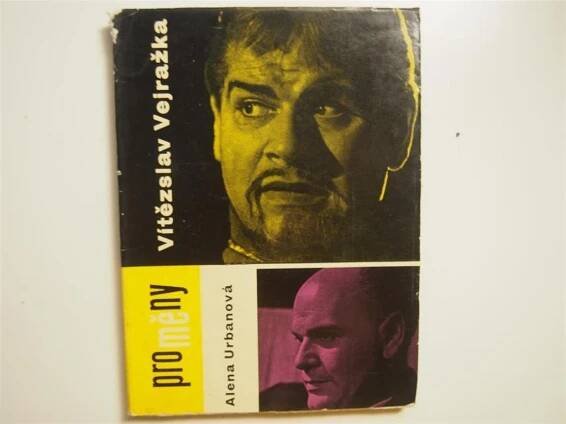 Vítězslav Vejražka
proměny
Alena Urbanová